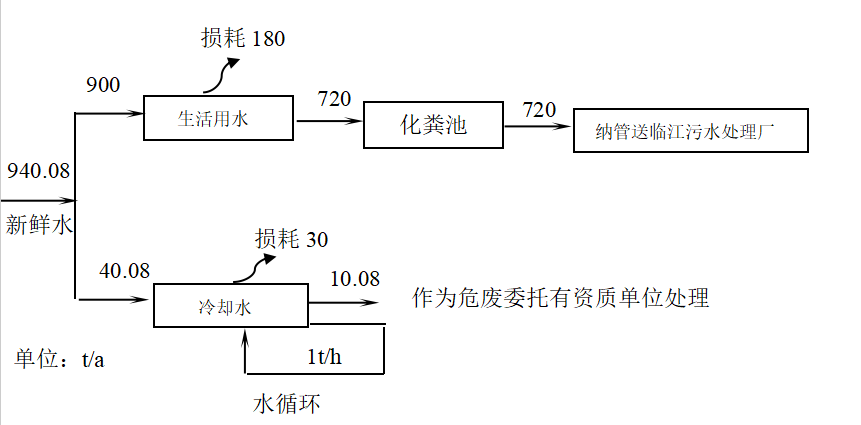 损耗 180
900
生活用水
720
化粪池
720
纳管送临江污水处理厂
940.08
新鲜水
损耗 30
40.08
冷却水
10.08
作为危废委托有资质单位处理
1t/h
单位：t/a
水循环